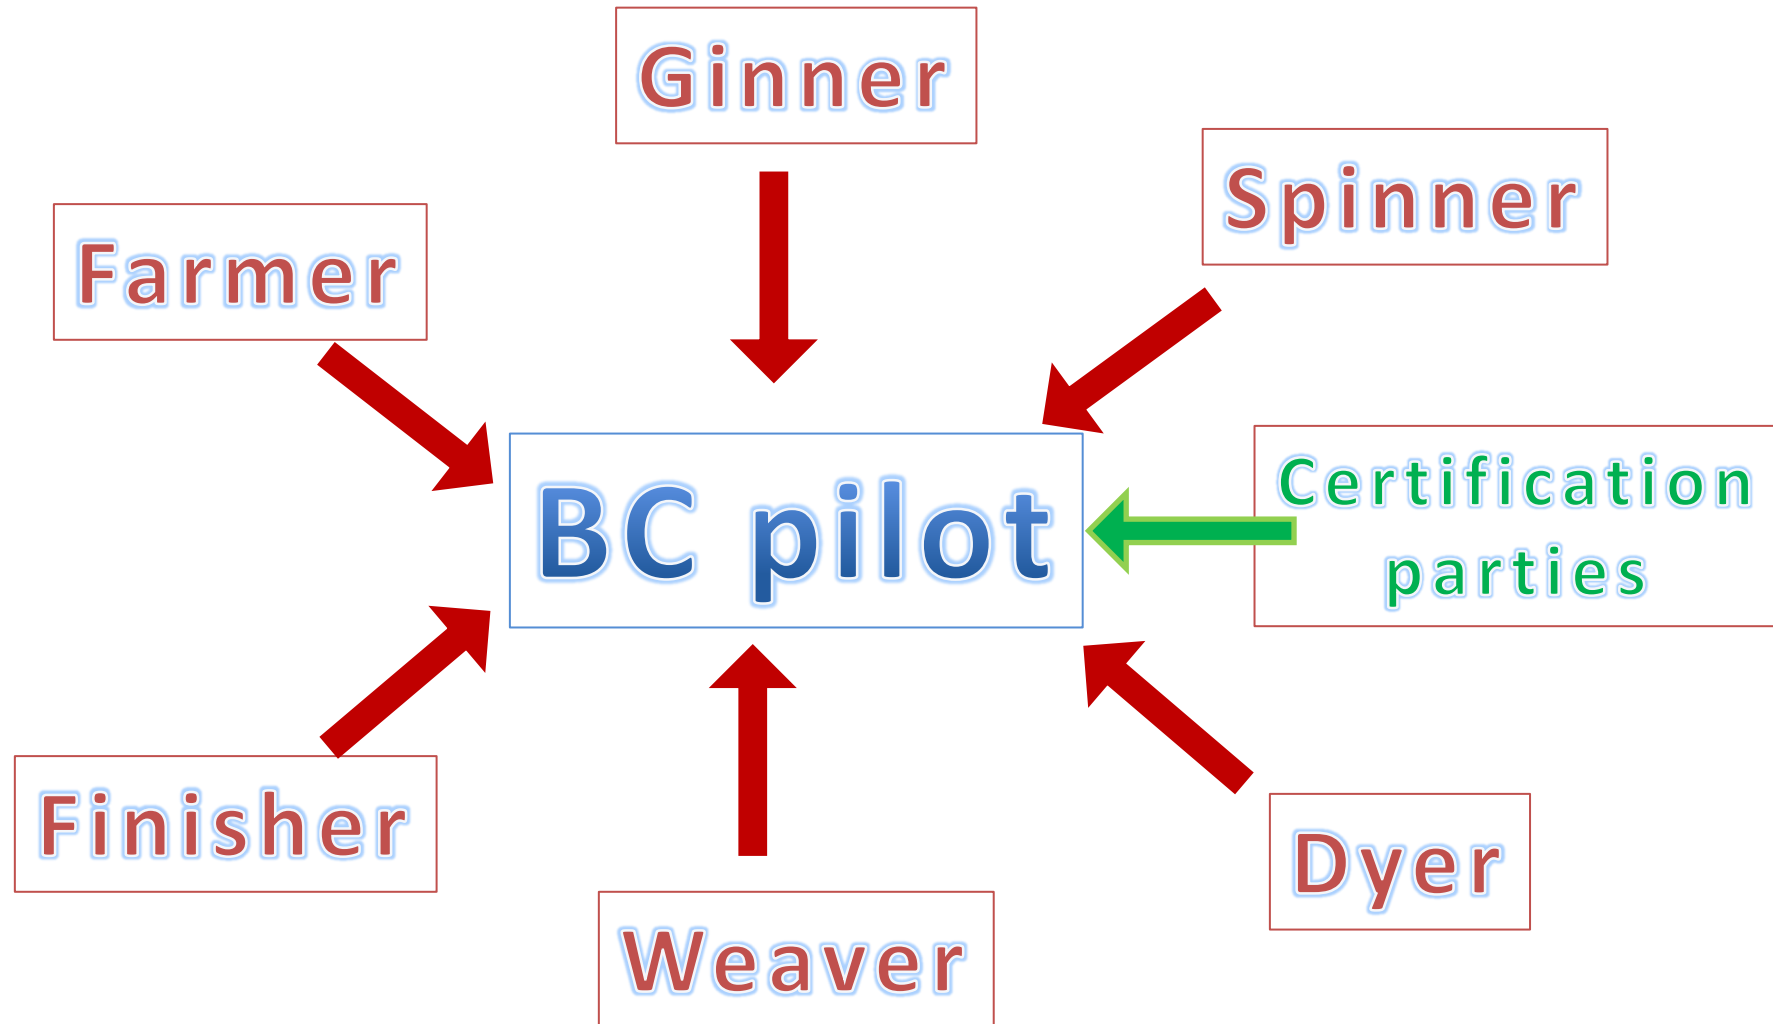 Ginner
Spinner
Farmer
Certification
parties
BC pilot
Finisher
Dyer
Weaver